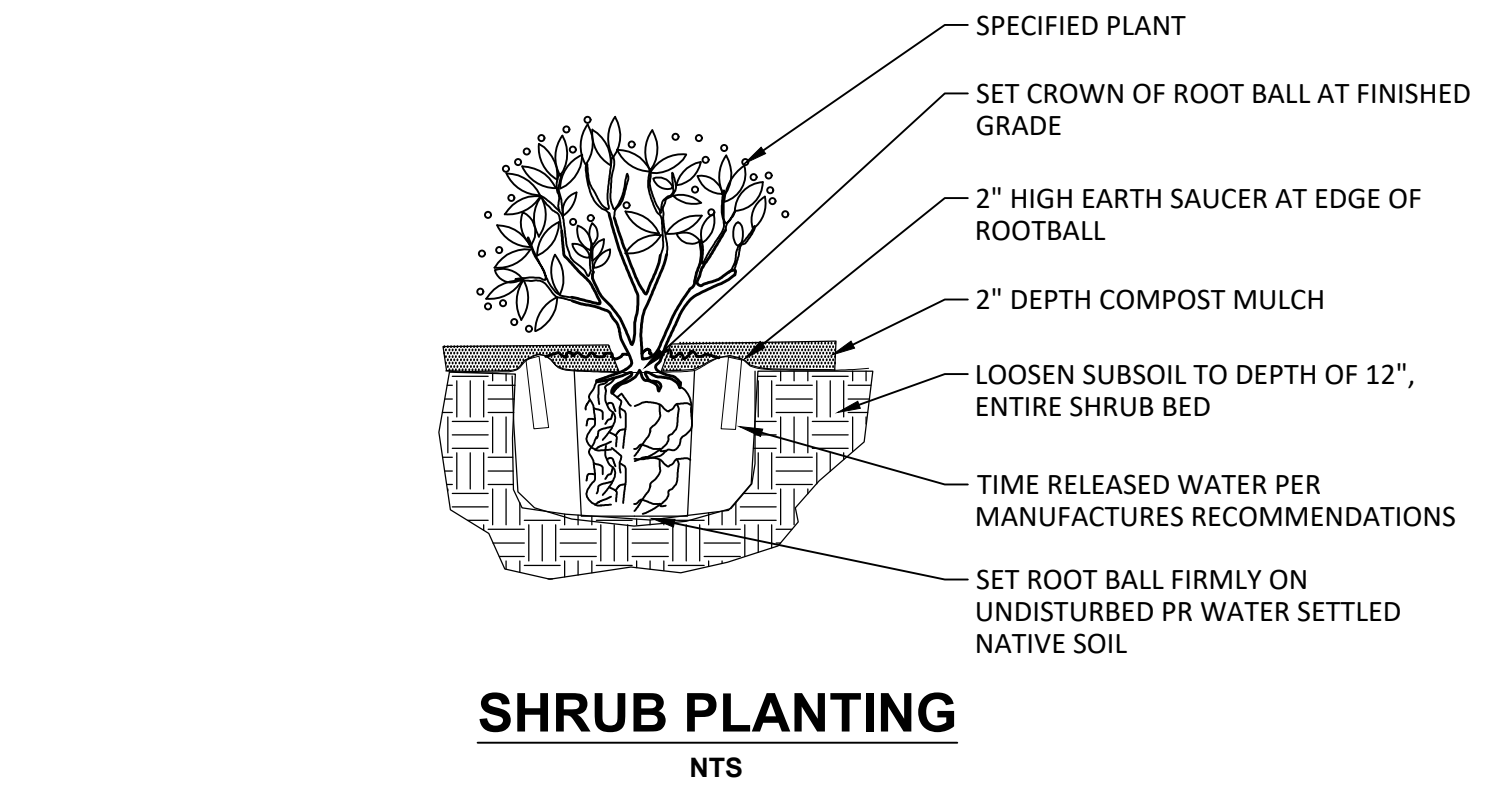 SPECIFIED PLANT
SET CROWN OF ROOT BALL AT FINISHED
GRADE
2" HIGH EARTH SAUCER AT EDGE OF
ROOTBALL
2" DEPTH COMPOST MULCH
LOOSEN SUBSOIL TO DEPTH OF 12",
ENTIRE SHRUB BED
TIME RELEASED WATER PER
MANUFACTURES RECOMMENDATIONS
SET ROOT BALL FIRMLY ON
UNDISTURBED PR WATER SETTLED
NATIVE SOIL
SHRUB PLANTING
NTS